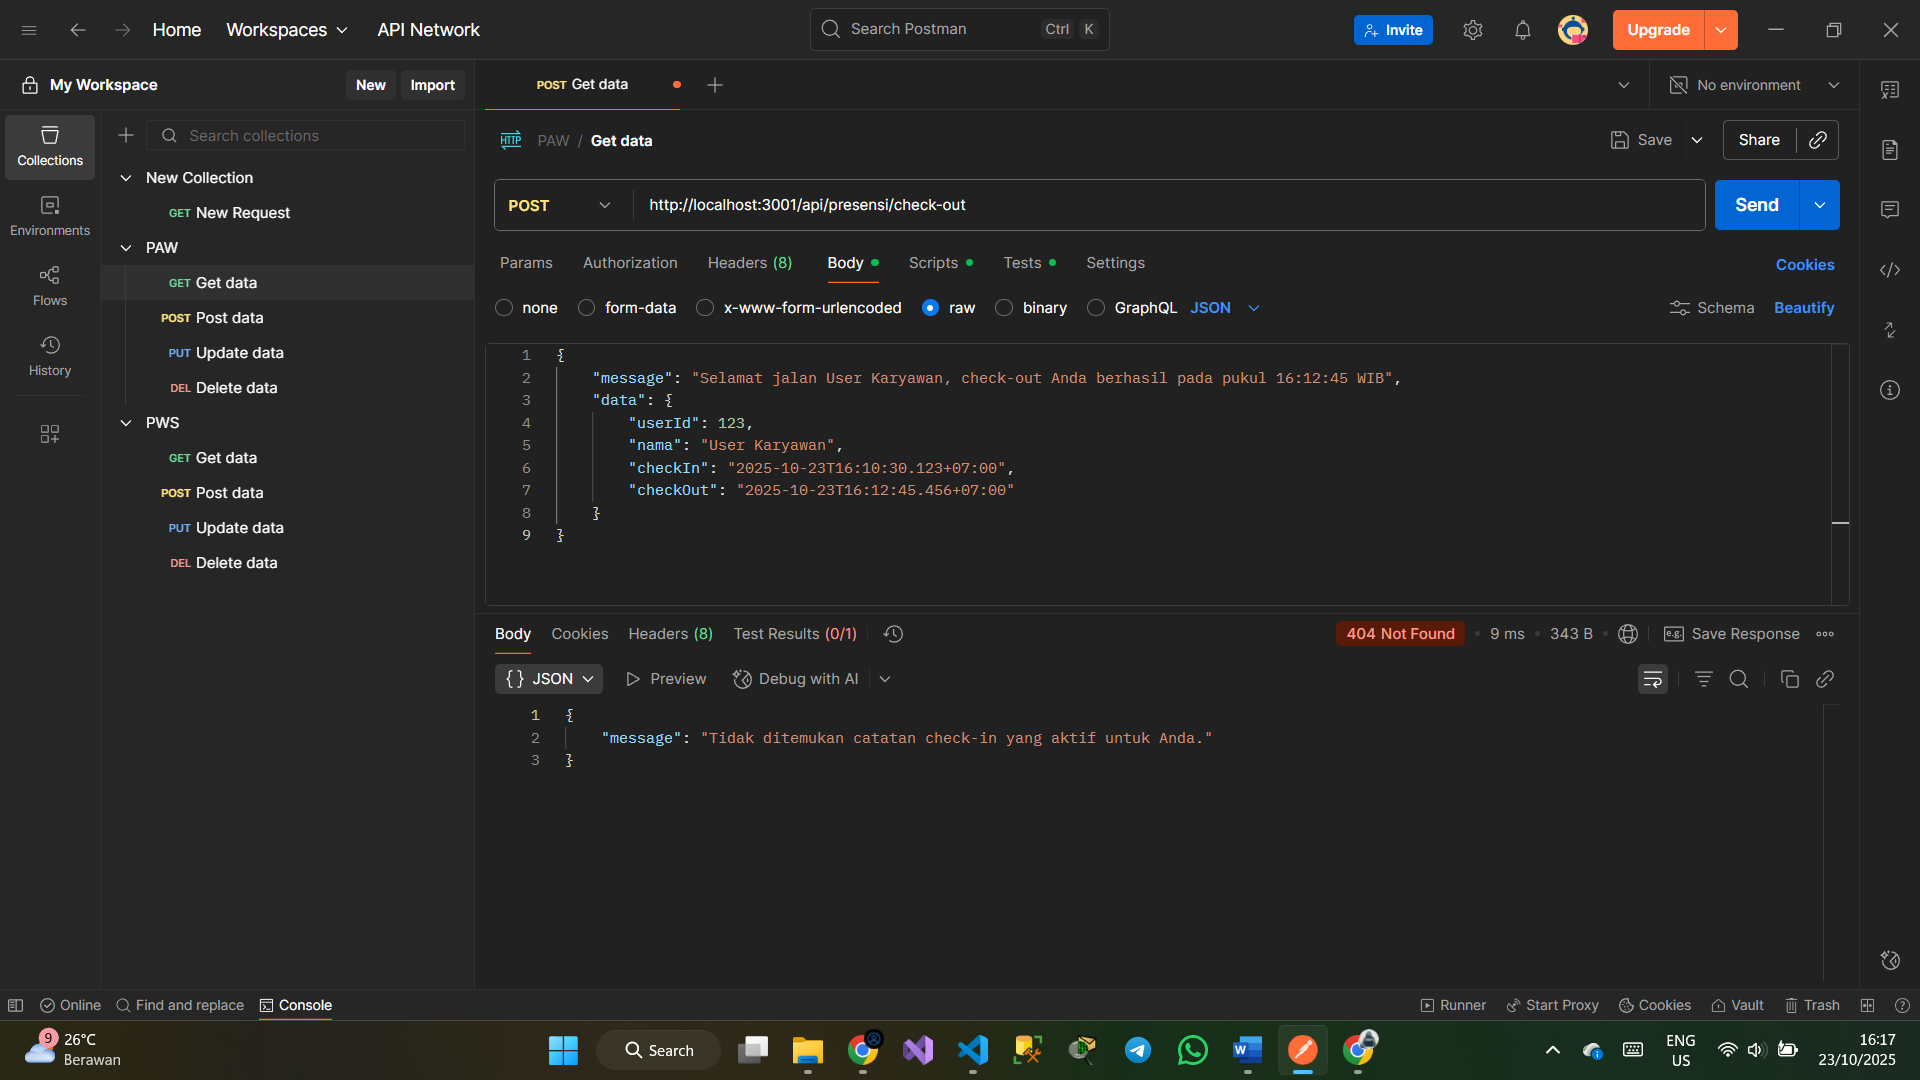 Home
Workspaces
API Network
Search Postman
Ctrl K
Invite
Upgrade
My Workspace
New
Import
POST Get data
No environment
Collections
Environments
Flows
History
Search collections
New Collection
GET New Request
PAW
GET Get data
POST Post data
PUT Update data
DEL Delete data
PWS
GET Get data
POST Post data
PUT Update data
DEL Delete data
HTTP PAW / Get data
Save
Share
POST
http://localhost:3001/api/presensi/check-out
Send
Params
Authorization
Headers (8)
Body
Scripts
Tests
Settings
Cookies
none
form-data
x-www-form-urlencoded
raw
binary
GraphQL
JSON
Schema
Beautify
1 {
2 "message": "Selamat jalan User Karyawan, check-out Anda berhasil pada pukul 16:12:45 WIB",
3 "data": {
4 "userId": 123,
5 "nama": "User Karyawan",
6 "checkIn": "2025-10-23T16:10:30.123+07:00",
7 "checkOut": "2025-10-23T16:12:45.456+07:00"
8 }
9 }
Body
Cookies
Headers (8)
Test Results (0/1)
404 Not Found
9 ms
343 B
e.g. Save Response
{} JSON
Preview
Debug with AI
1 {
2 "message": "Tidak ditemukan catatan check-in yang aktif untuk Anda."
3 }
Online
Find and replace
Console
Runner
Start Proxy
Cookies
Vault
Trash
9
26°C
Berawan
Search
ENG
US
16:17
23/10/2025